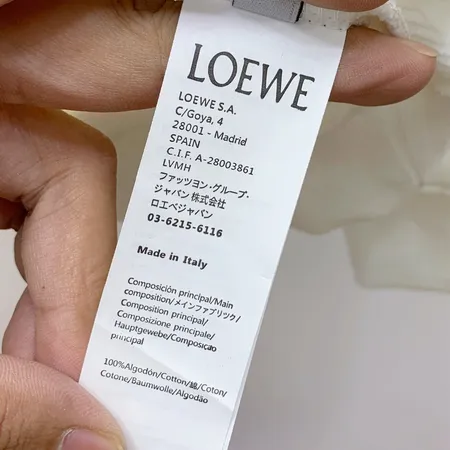 LOEWE
LOEWE S.A.
C/Goya, 4
28001 - Madrid
SPAIN
C.I.F. A-28003861
LVMH
ファッツヨン・グループ・
ジャパン株式会社
ロエベジャパン
03-6215-6116
Made in Italy
Composición principal/Main
composition/メインファブリック/
Composition principal/
Composizione principale/
Hauptgewebe/Composição
principal
100%Algodón/Cotton/綿/Coton/
Cotone/Baumwolle/Algodão